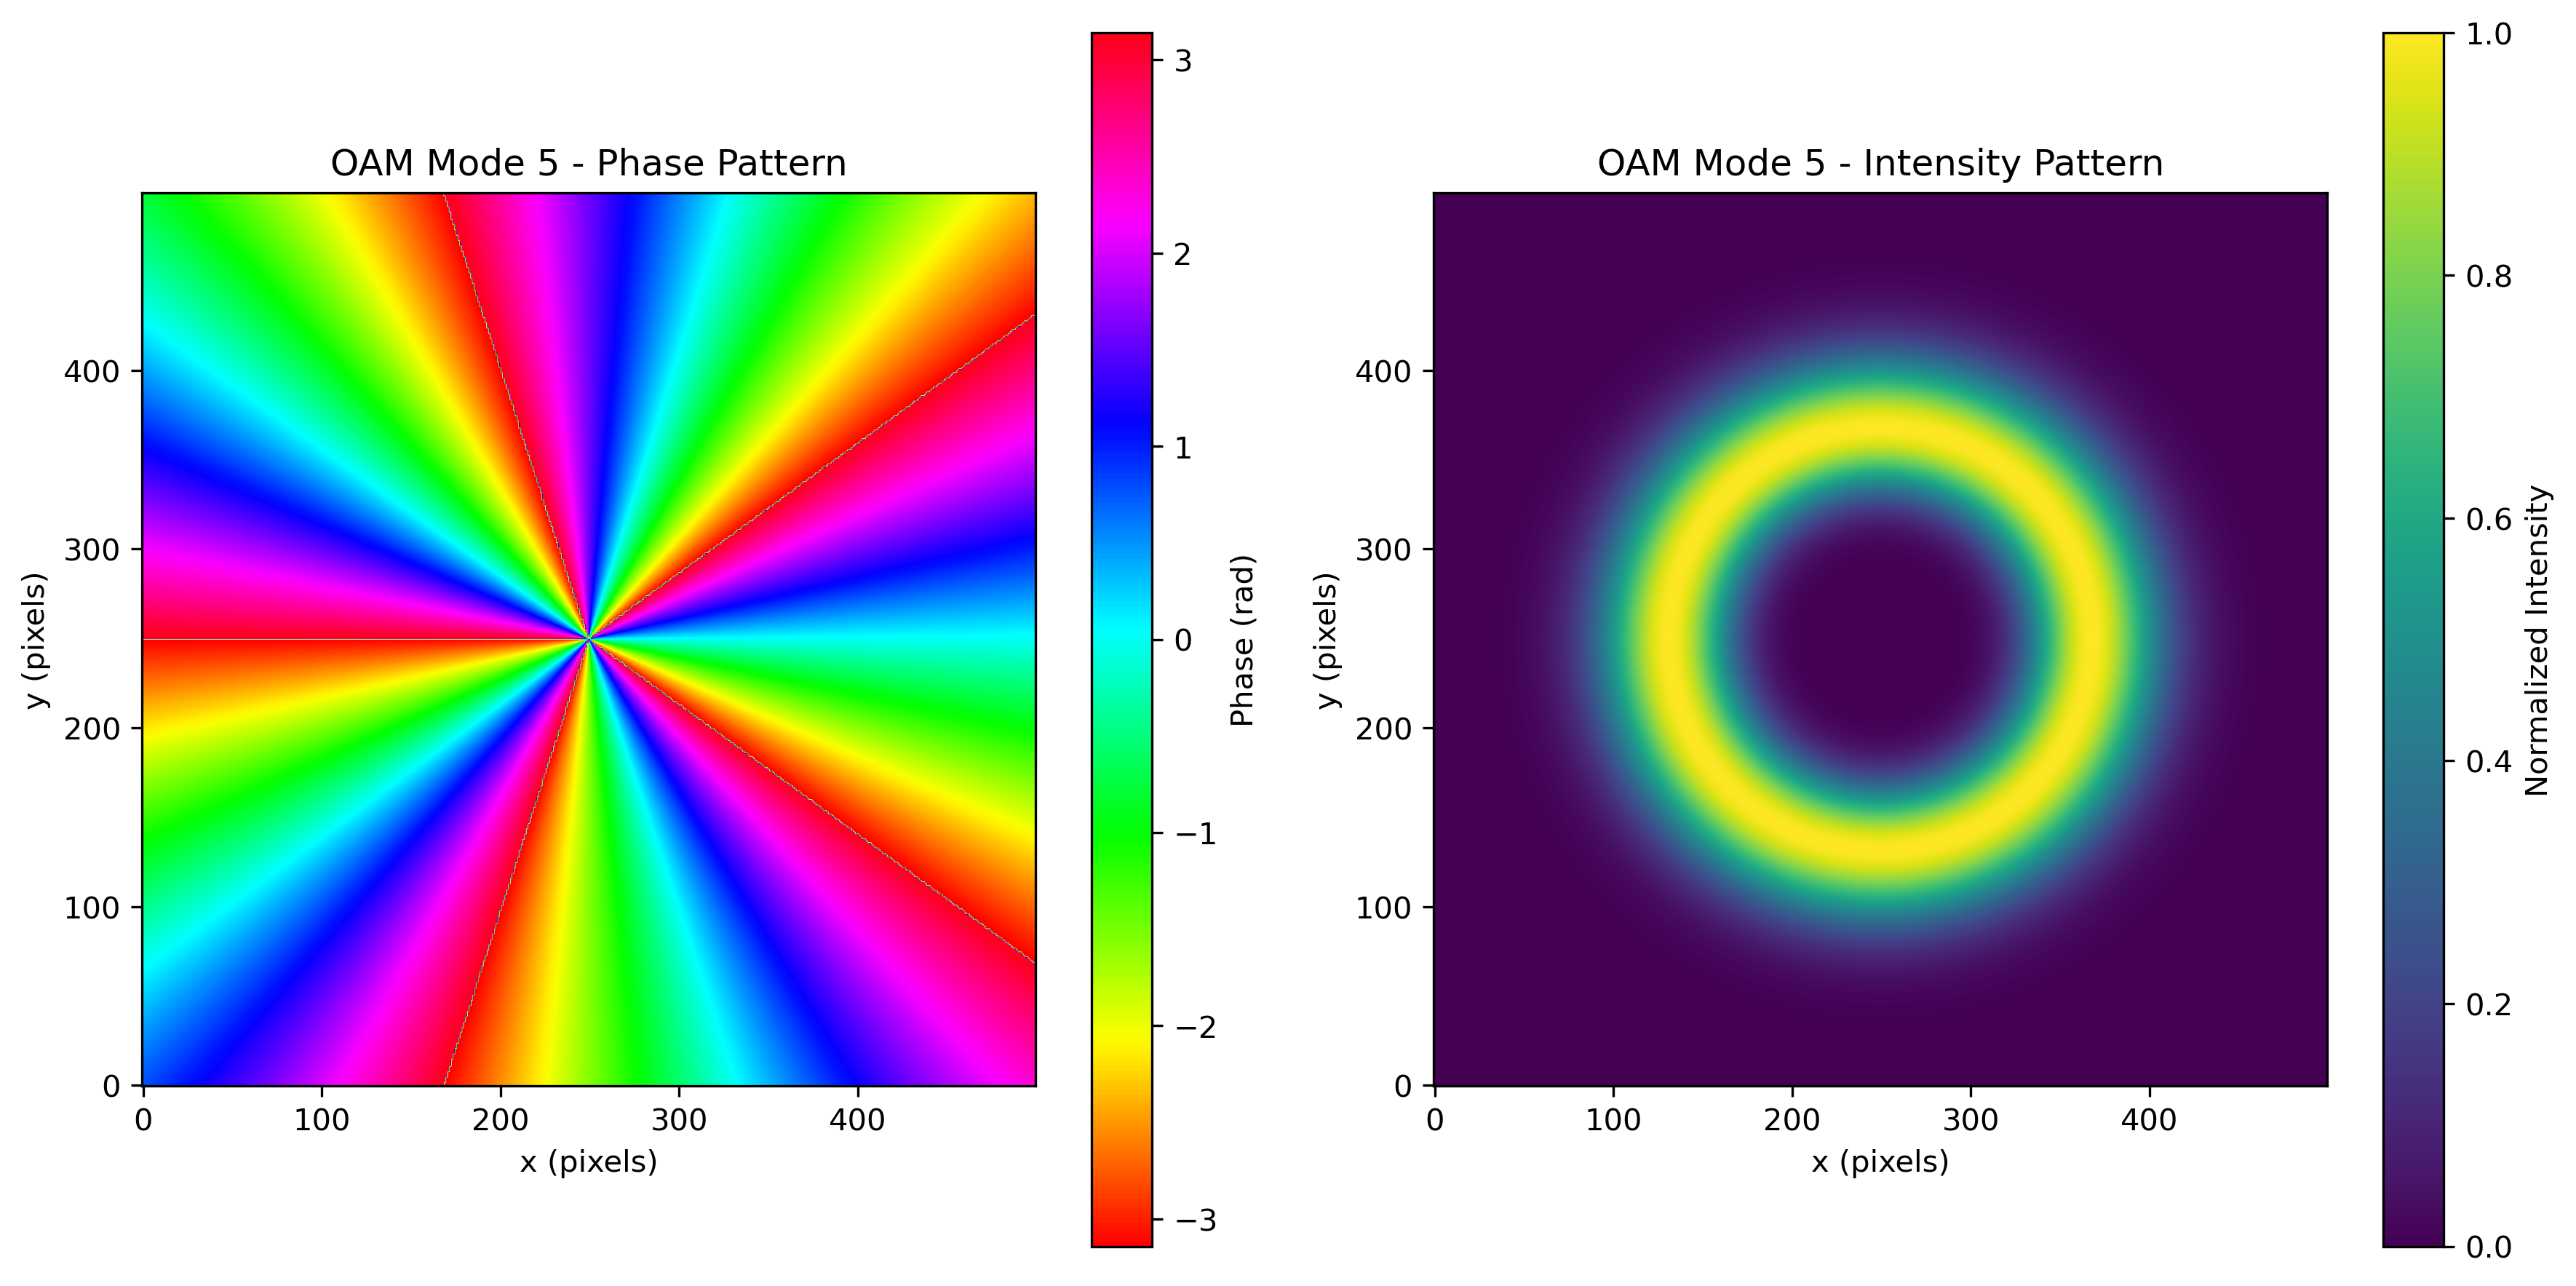 OAM Mode 5 - Phase Pattern
400
300
200
100
0
0 100 200 300 400
x (pixels)
y (pixels)
3
2
1
0
−1
−2
−3
Phase (rad)
OAM Mode 5 - Intensity Pattern
400
300
200
100
0
0 100 200 300 400
x (pixels)
y (pixels)
1.0
0.8
0.6
0.4
0.2
0.0
Normalized Intensity